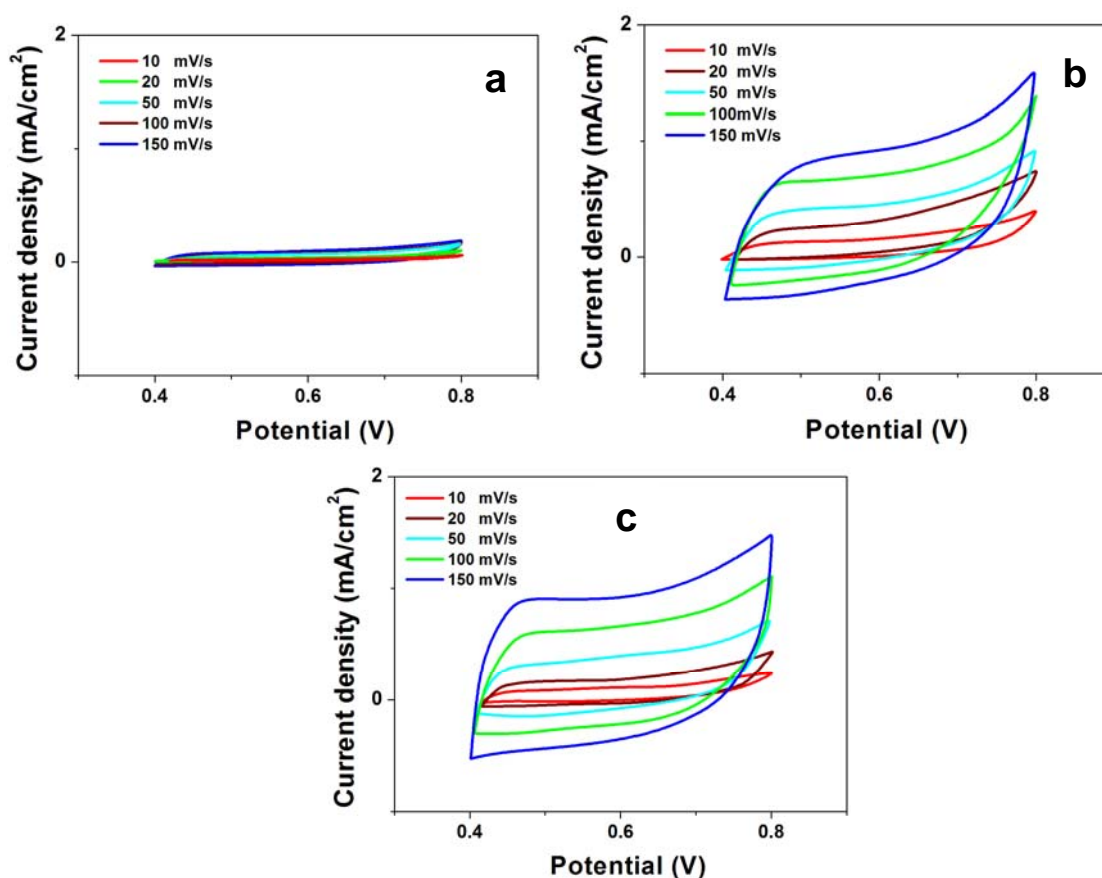 a
Current density (mA/cm²)
2
0
10 mV/s
20 mV/s
50 mV/s
100 mV/s
150 mV/s
0.4
0.6
0.8
Potential (V)
b
Current density (mA/cm²)
2
0
10 mV/s
20 mV/s
50 mV/s
100mV/s
150 mV/s
0.4
0.6
0.8
Potential (V)
c
Current density (mA/cm²)
2
0
10 mV/s
20 mV/s
50 mV/s
100 mV/s
150 mV/s
0.4
0.6
0.8
Potential (V)